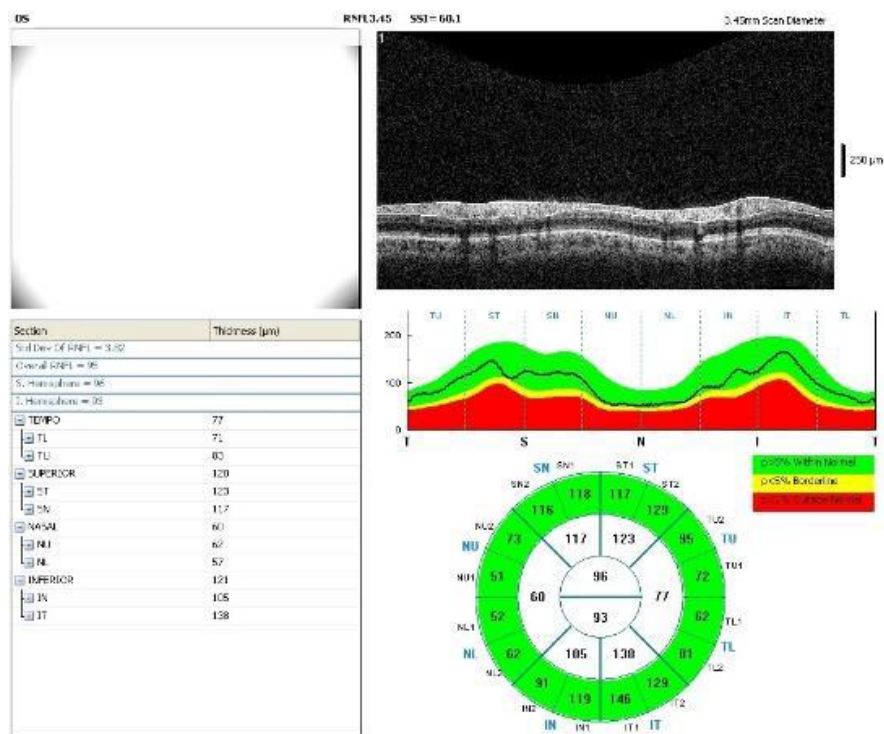 OS RNFL3.45 SSI= 60.1 3.45mm Scan Diameter
1
250 µm
Section Thickness (µm)
Std Dev Of RNFL = 3.82
Overall RNFL = 95
S. Hemisphere = 96
I. Hemisphere = 93
TEMPO 77
TL 71
TU 83
SUPERIOR 120
ST 123
SN 117
NASAL 60
NU 62
NL 57
INFERIOR 121
IN 105
IT 138
TU ST SN NU NL IN IT TL
200
100
0
T S N I T
p>5% Within Normal
p<5% Borderline
Outside Normal
SN SN1 ST1 ST
SN2 118 117 ST2
116 129
NU2 73 117 123 95 TU2
NU TU
NU1 51 96 72 TU1
60 77
NL1 52 93 62 TL1
NL TL
NL2 62 105 138 81 TL2
91 129
IN2 119 146 IT2
IN IN1 IT1 IT